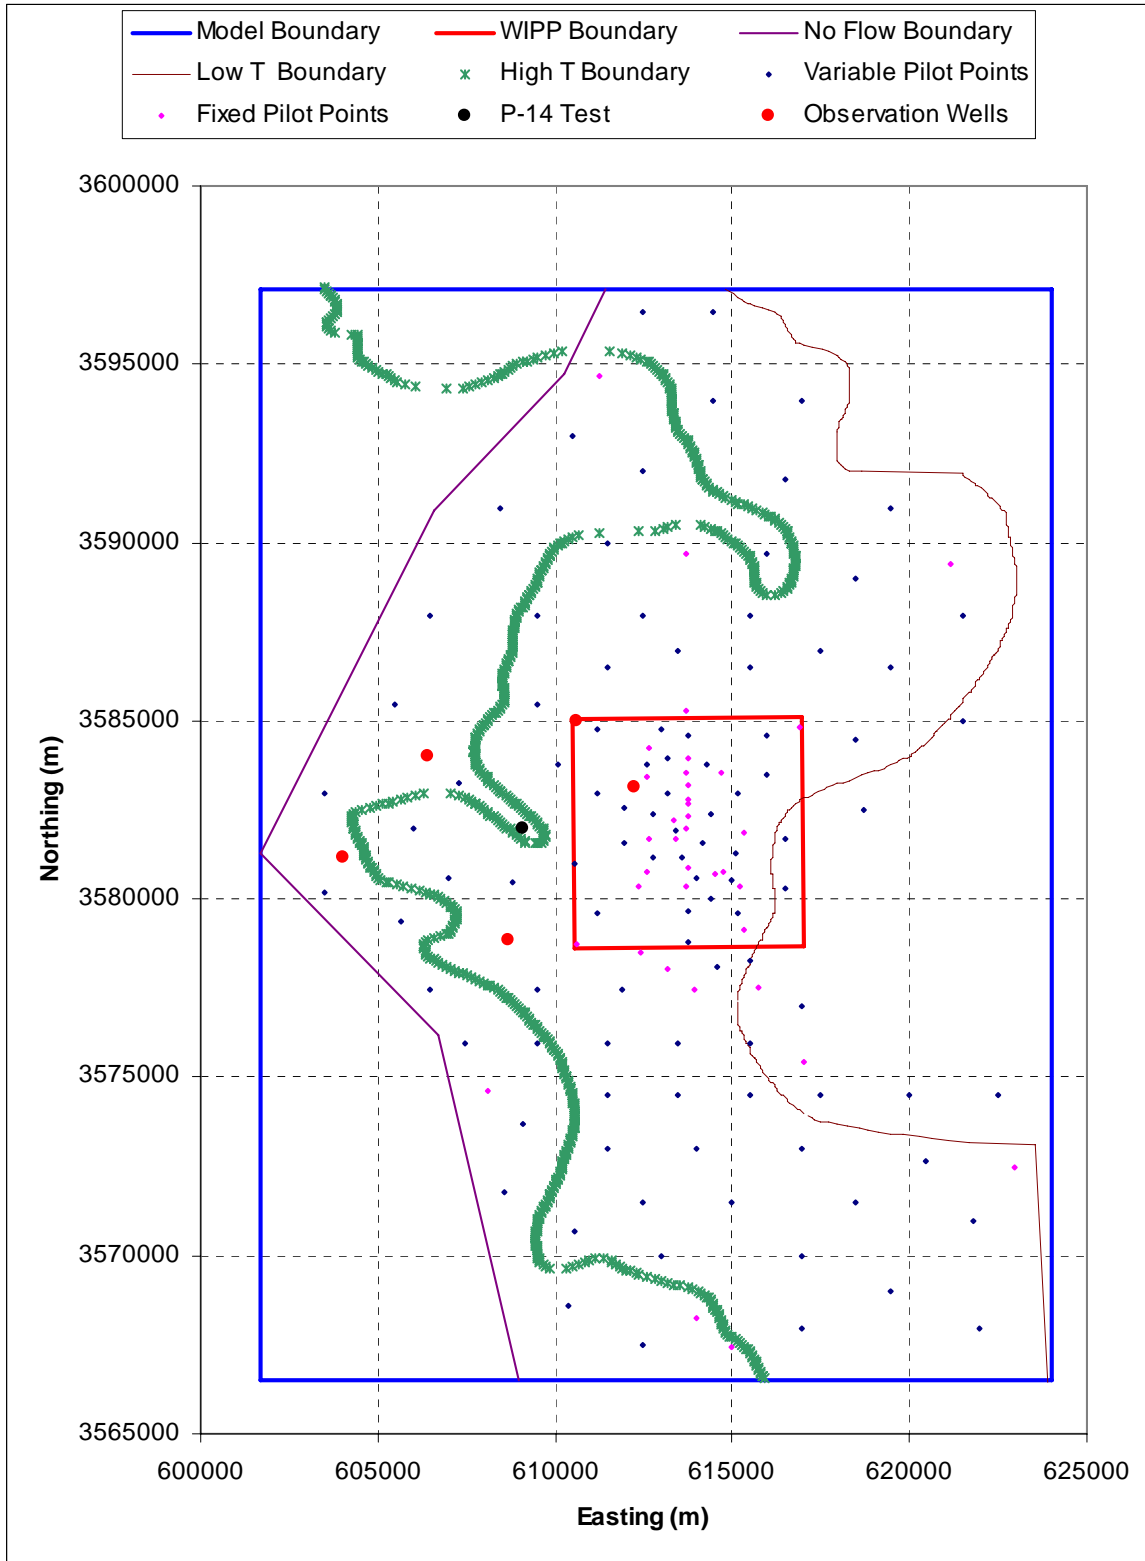 Model Boundary WIPP Boundary No Flow Boundary
Low T Boundary High T Boundary Variable Pilot Points
Fixed Pilot Points P-14 Test Observation Wells
3600000
3595000
3590000
3585000
3580000
3575000
3570000
3565000
Northing (m)
600000 605000 610000 615000 620000 625000
Easting (m)